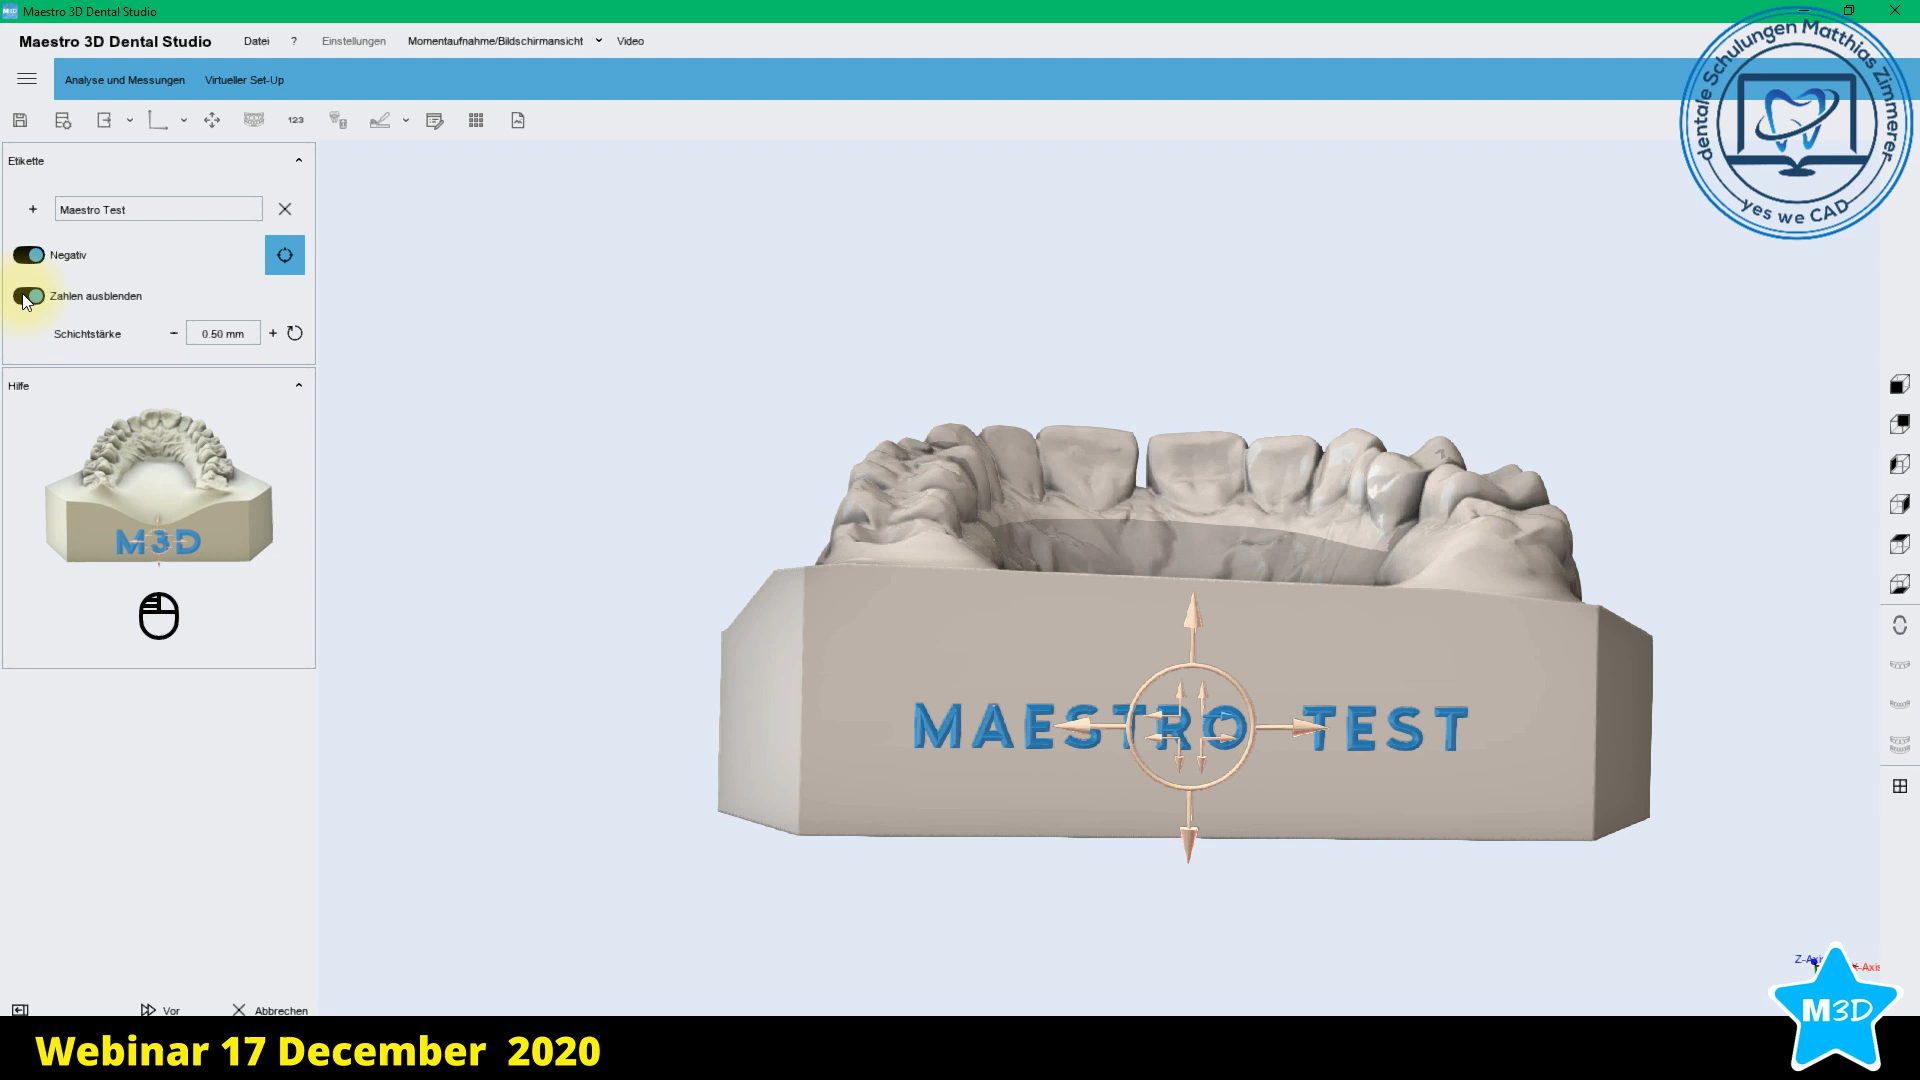 Maestro 3D Dental Studio
Maestro 3D Dental Studio Datei ? Einstellungen Momentaufnahme/Bildschirmansicht Video
Analyse und Messungen Virtueller Set-Up
123
dentale Schulungen Matthias Zimmerer
yes we CAD
Etikette
Maestro Test
Negativ
Zahlen ausblenden
Schichtstärke - 0.50 mm +
Hilfe
M3D
MAESTRO TEST
Vor Abbrechen
M3D
Webinar 17 December 2020